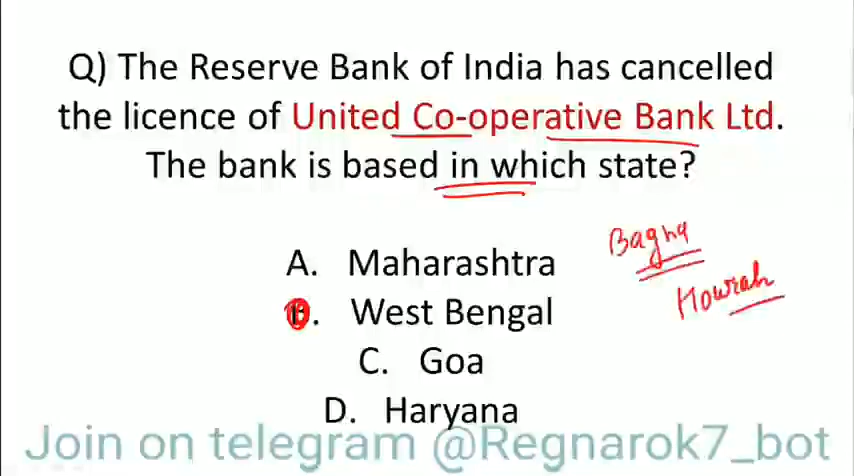 Q) The Reserve Bank of India has cancelled
the licence of United Co-operative Bank Ltd.
The bank is based in which state?
A. Maharashtra
B. West Bengal
C. Goa
D. Haryana
Bagna
Howrah
Join on telegram @Regnarok7_bot